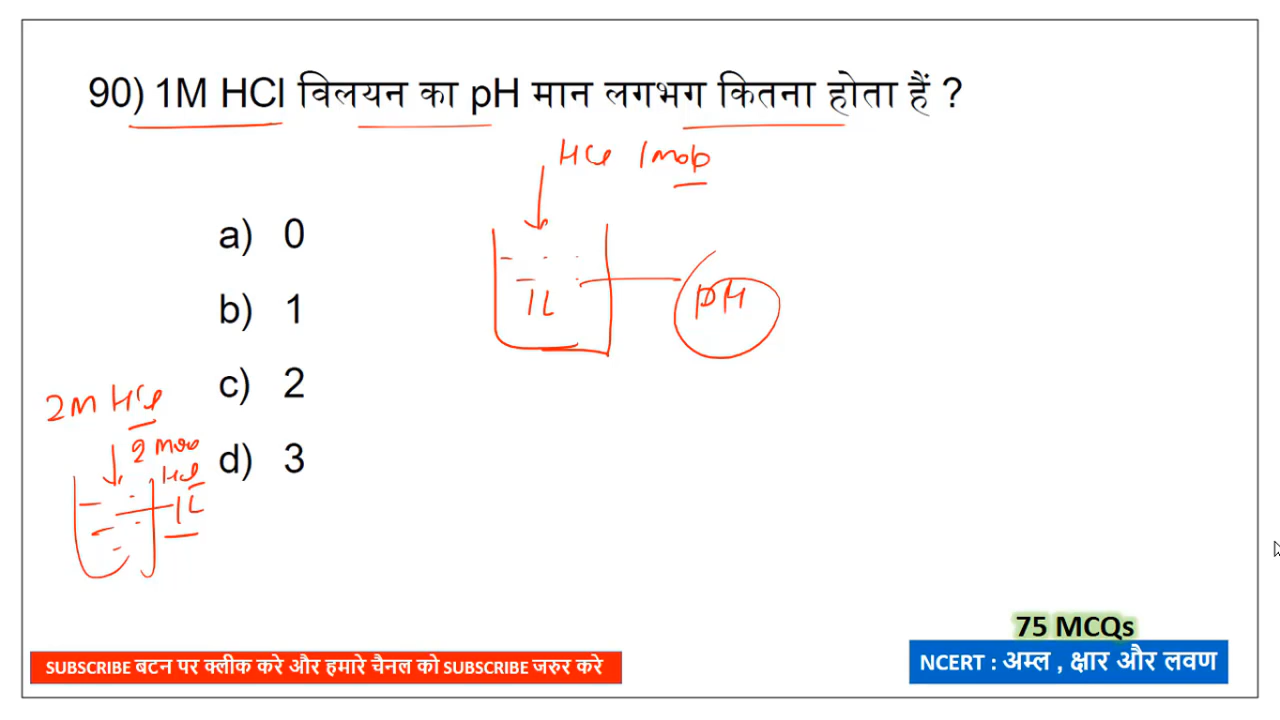 90) 1M HCl विलयन का pH मान लगभग कितना होता हैं ?
HCl 1mol
a) 0
b) 1
c) 2
d) 3
1L
pH
2M HCl
2 mol
HCl
1L
75 MCQs
NCERT : अम्ल , क्षार और लवण
SUBSCRIBE बटन पर क्लीक करे और हमारे चैनल को SUBSCRIBE जरुर करे